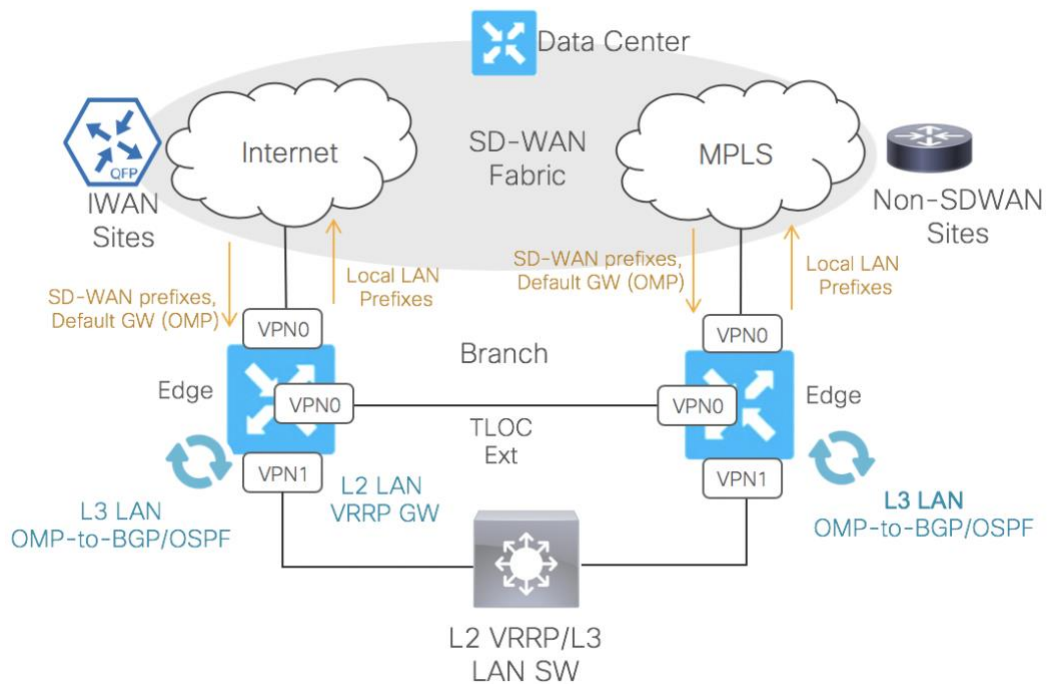 Data Center
Internet
SD-WAN
Fabric
MPLS
QFP
IWAN
Sites
Non-SDWAN
Sites
SD-WAN prefixes,
Default GW (OMP)
Local LAN
Prefixes
SD-WAN prefixes,
Default GW (OMP)
Local LAN
Prefixes
VPN0
VPN0
Branch
Edge
VPN0
VPN0
Edge
TLOC
Ext
VPN1
VPN1
L3 LAN
OMP-to-BGP/OSPF
L2 LAN
VRRP GW
L3 LAN
OMP-to-BGP/OSPF
L2 VRRP/L3
LAN SW